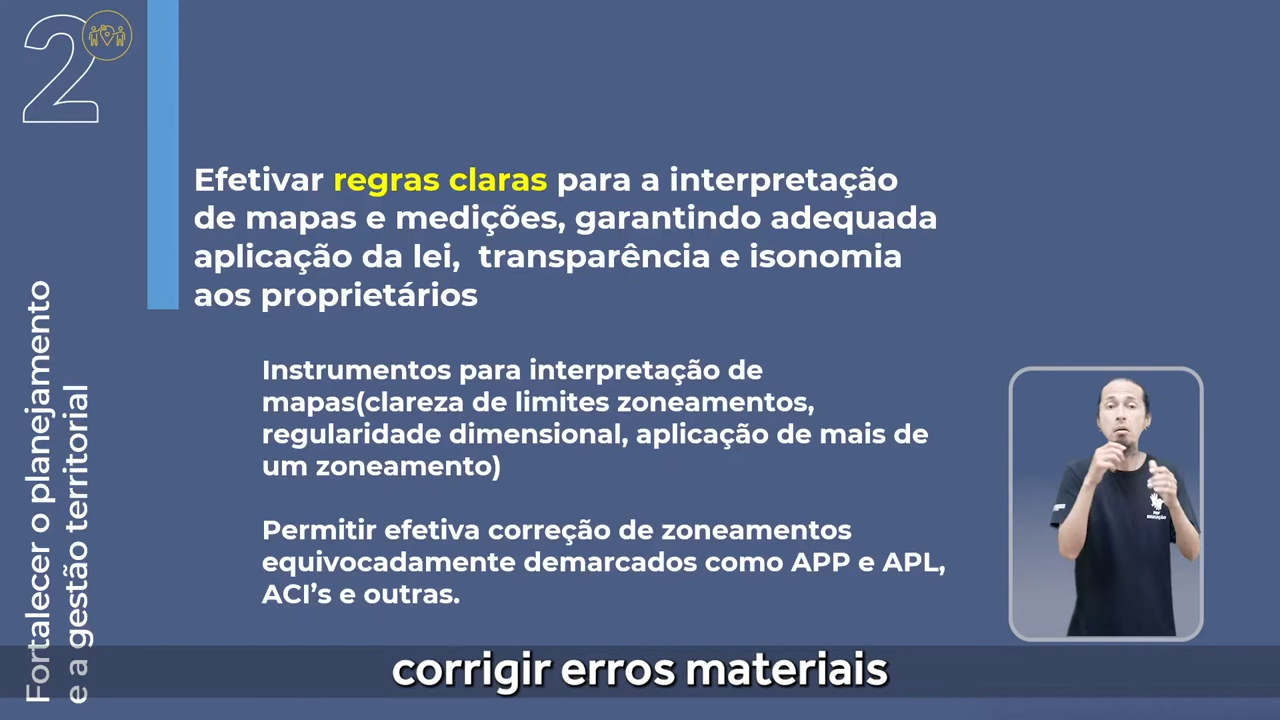 2
Fortalecer o planejamento
e a gestão territorial
Efetivar regras claras para a interpretação
de mapas e medições, garantindo adequada
aplicação da lei,  transparência e isonomia
aos proprietários
Instrumentos para interpretação de
mapas(clareza de limites zoneamentos,
regularidade dimensional, aplicação de mais de
um zoneamento)
Permitir efetiva correção de zoneamentos
equivocadamente demarcados como APP e APL,
ACI’s e outras.
corrigir erros materiais